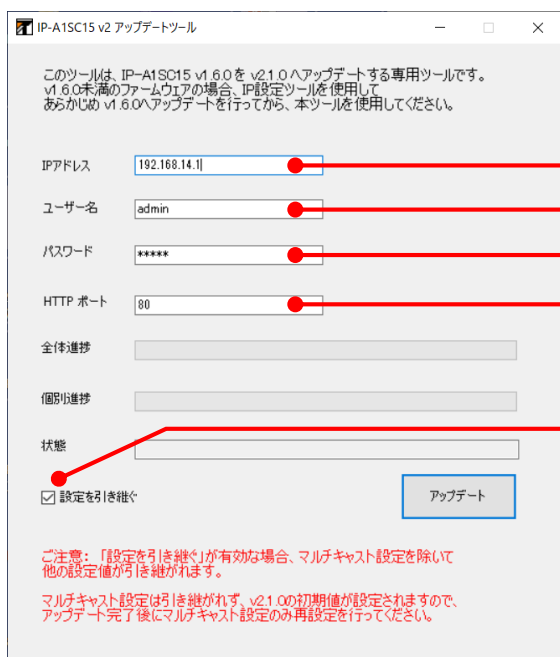 IP-A1SC15 v2 アップデートツール
このツールは、IP-A1SC15 v1.6.0を v2.1.0 へアップデートする専用ツールです。
v1.6.0未満のファームウェアの場合、IP設定ツールを使用して
あらかじめ v1.6.0へアップデートを行ってから、本ツールを使用してください。
IPアドレス 192.168.14.1
ユーザー名 admin
パスワード *****
HTTP ポート 80
全体進捗
個別進捗
状態
設定を引き継ぐ アップデート
ご注意: 「設定を引き継ぐ」が有効な場合、マルチキャスト設定を除いて
他の設定値が引き継がれます。
マルチキャスト設定は引き継がれず、v2.1.0の初期値が設定されますので、
アップデート完了後にマルチキャスト設定のみ再設定を行ってください。